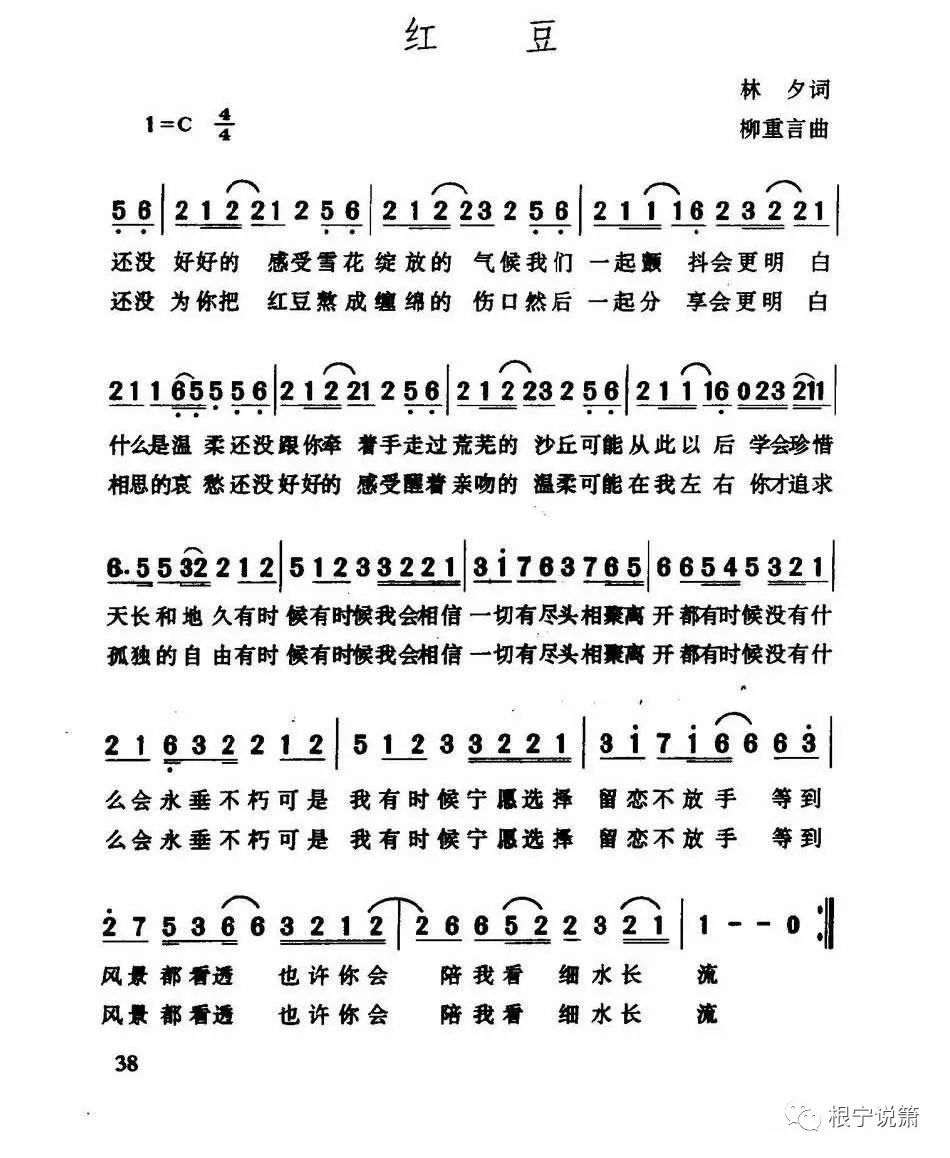 红 豆
林 夕词
1=C 4/4
柳重言曲
5 6 | 2 1 2 2 1 2 5 6 | 2 1 2 2 3 2 5 6 | 2 1 1 1 6 2 3 2 2 1
还没 好好的 感受雪花 绽放的 气候我们 一起颤 抖会更明 白
还没 为你把 红豆熬成缠绵的 伤口然后 一起分 享会更明 白
2 1 1 6 5 5 5 5 6 | 2 1 2 2 1 2 5 6 | 2 1 2 2 3 2 5 6 | 2 1 1 1 6 0 2 3 2 1 1
什么是温 柔还没跟你牵 着手走过荒芜的 沙丘可能从此以后 学会珍惜
相思的哀 愁还没好好的 感受醒着亲吻的 温柔可能在我左右 你才追求
6. 5 5 3 2 2 1 2 | 5 1 2 3 3 2 2 1 | 3 i 7 6 3 7 6 5 | 6 6 5 4 5 3 2 1
天长和地 久有时 候有时候我会相信 一切有尽头相聚离 开都有时候没有什
孤独的自 由有时 候有时候我会相信 一切有尽头相聚离 开都有时候没有什
2 1 6 3 2 2 1 2 | 5 1 2 3 3 2 2 1 | 3 i 7 i 6 6 6 3
么会永垂不朽可是 我有时候宁愿选择 留恋不放手 等到
么会永垂不朽可是 我有时候宁愿选择 留恋不放手 等到
2 7 5 3 6 6 3 2 1 2 | 2 6 6 5 2 2 3 2 1 | 1 - - 0 :||
风景都看透 也许你会 陪我看 细水长 流
风景都看透 也许你会 陪我看 细水长 流
38
根宁说箫